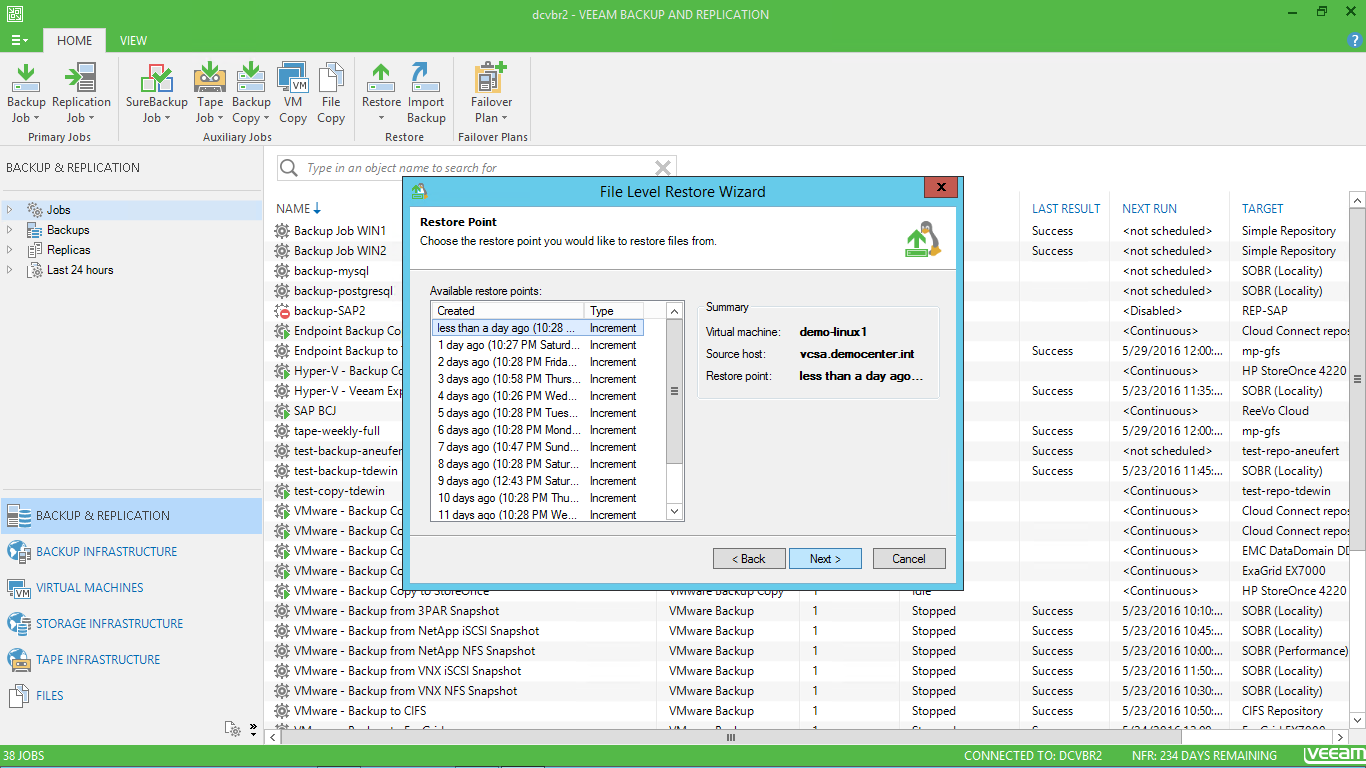 dcvbr2 - VEEAM BACKUP AND REPLICATION
HOME VIEW
Backup Job Replication Job SureBackup Job Tape Job Backup Copy VM Copy File Copy Restore Import Backup Failover Plan
Primary Jobs Auxiliary Jobs Restore Failover Plans
BACKUP & REPLICATION
Type in an object name to search for
Jobs
Backups
Replicas
Last 24 hours
BACKUP & REPLICATION
BACKUP INFRASTRUCTURE
VIRTUAL MACHINES
STORAGE INFRASTRUCTURE
TAPE INFRASTRUCTURE
FILES
NAME LAST RESULT NEXT RUN TARGET
Backup Job WIN1 Success <not scheduled> Simple Repository
Backup Job WIN2 Success <not scheduled> Simple Repository
backup-mysql <not scheduled> SOBR (Locality)
backup-postgresql <not scheduled> SOBR (Locality)
backup-SAP2 <Disabled> REP-SAP
Endpoint Backup Co <Continuous> Cloud Connect repos
Endpoint Backup to Success 5/29/2016 12:00:... mp-gfs
Hyper-V - Backup Co <Continuous> HP StoreOnce 4220
Hyper-V - Veeam Exp Success 5/23/2016 11:35:... SOBR (Locality)
SAP BCJ <Continuous> ReeVo Cloud
tape-weekly-full Success 5/29/2016 12:00:... mp-gfs
test-backup-aneufer Success <not scheduled> test-repo-aneufert
test-backup-tdewin Success 5/23/2016 11:45:... SOBR (Locality)
test-copy-tdewin <Continuous> test-repo-tdewin
VMware - Backup Co <Continuous> Cloud Connect repos
VMware - Backup Co <Continuous> Cloud Connect repos
VMware - Backup Co <Continuous> EMC DataDomain DD
VMware - Backup Co <Continuous> ExaGrid EX7000
VMware - Backup Copy to StoreOnce VMware Backup Copy 1 Idle <Continuous> HP StoreOnce 4220
VMware - Backup from 3PAR Snapshot VMware Backup 1 Stopped Success 5/23/2016 10:10:... SOBR (Locality)
VMware - Backup from NetApp iSCSI Snapshot VMware Backup 1 Stopped Success 5/23/2016 10:45:... SOBR (Locality)
VMware - Backup from NetApp NFS Snapshot VMware Backup 1 Stopped Success 5/23/2016 10:00:... SOBR (Performance)
VMware - Backup from VNX iSCSI Snapshot VMware Backup 1 Stopped Success 5/23/2016 11:50:... SOBR (Locality)
VMware - Backup from VNX NFS Snapshot VMware Backup 1 Stopped Success 5/23/2016 10:30:... SOBR (Locality)
VMware - Backup to CIFS VMware Backup 1 Stopped Success 5/23/2016 10:50:... CIFS Repository
File Level Restore Wizard
Restore Point
Choose the restore point you would like to restore files from.
Available restore points:
Created Type
less than a day ago (10:28 ... Increment
1 day ago (10:27 PM Saturd... Increment
2 days ago (10:28 PM Frida... Increment
3 days ago (10:58 PM Thurs... Increment
4 days ago (10:26 PM Wed... Increment
5 days ago (10:28 PM Tues... Increment
6 days ago (10:28 PM Mond... Increment
7 days ago (10:47 PM Sund... Increment
8 days ago (10:28 PM Satur... Increment
9 days ago (12:43 PM Satur... Increment
10 days ago (10:28 PM Thu... Increment
11 days ago (10:28 PM We... Increment
Summary
Virtual machine: demo-linux1
Source host: vcsa.democenter.int
Restore point: less than a day ago...
< Back Next > Cancel
38 JOBS CONNECTED TO: DCVBR2 NFR: 234 DAYS REMAINING veeam